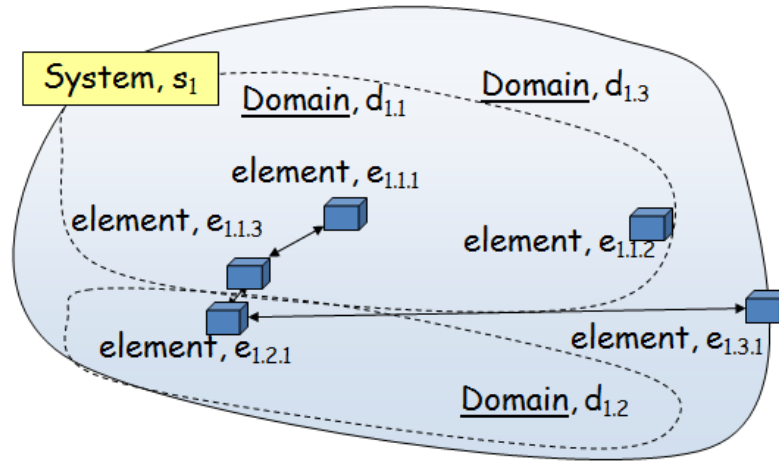 System, s1
Domain, d1.1
Domain, d1.3
element, e1.1.1
element, e1.1.3
element, e1.1.2
element, e1.2.1
element, e1.3.1
Domain, d1.2